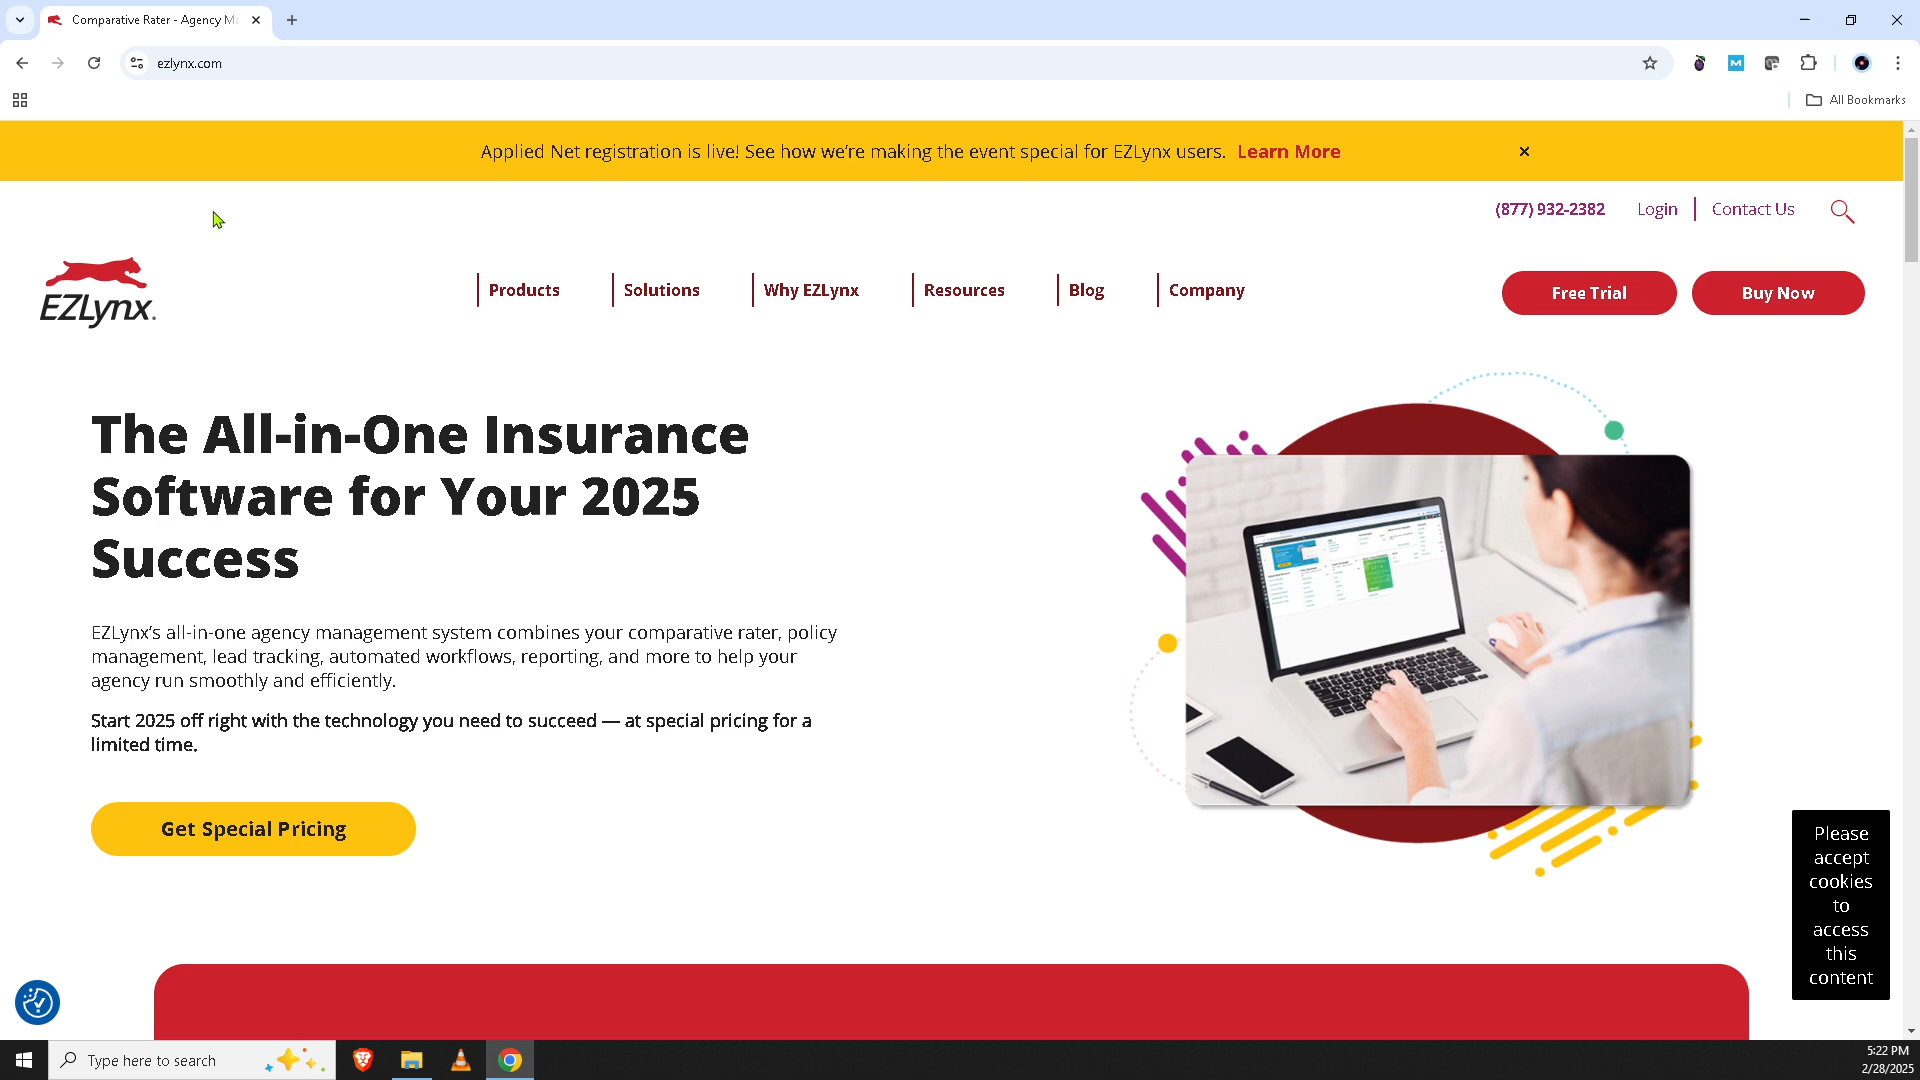 Comparative Rater - Agency Ma
ezlynx.com
All Bookmarks
Applied Net registration is live! See how we're making the event special for EZLynx users. Learn More
(877) 932-2382 Login Contact Us
EZLynx.
Products Solutions Why EZLynx Resources Blog Company
Free Trial Buy Now
The All-in-One Insurance
Software for Your 2025
Success
EZLynx's all-in-one agency management system combines your comparative rater, policy
management, lead tracking, automated workflows, reporting, and more to help your
agency run smoothly and efficiently.
Start 2025 off right with the technology you need to succeed — at special pricing for a
limited time.
Get Special Pricing
Please
accept
cookies
to
access
this
content
Type here to search
5:22 PM
2/28/2025